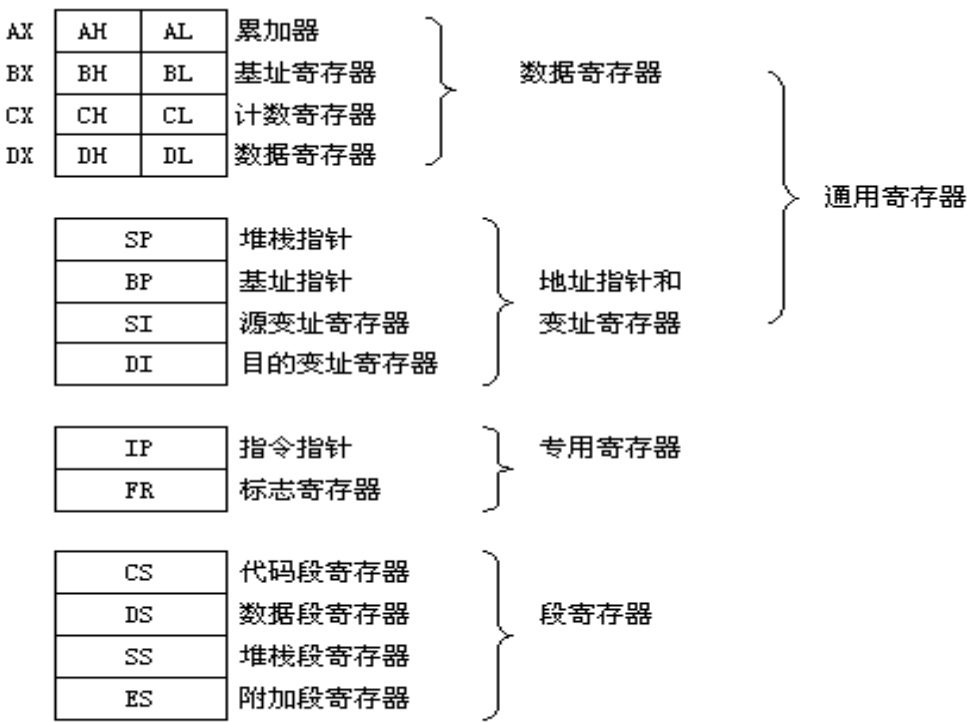 AX AH AL 累加器
BX BH BL 基址寄存器 数据寄存器
CX CH CL 计数寄存器
DX DH DL 数据寄存器
通用寄存器
SP 堆栈指针
BP 基址指针 地址指针和
SI 源变址寄存器 变址寄存器
DI 目的变址寄存器
IP 指令指针 专用寄存器
FR 标志寄存器
CS 代码段寄存器
DS 数据段寄存器 段寄存器
SS 堆栈段寄存器
ES 附加段寄存器